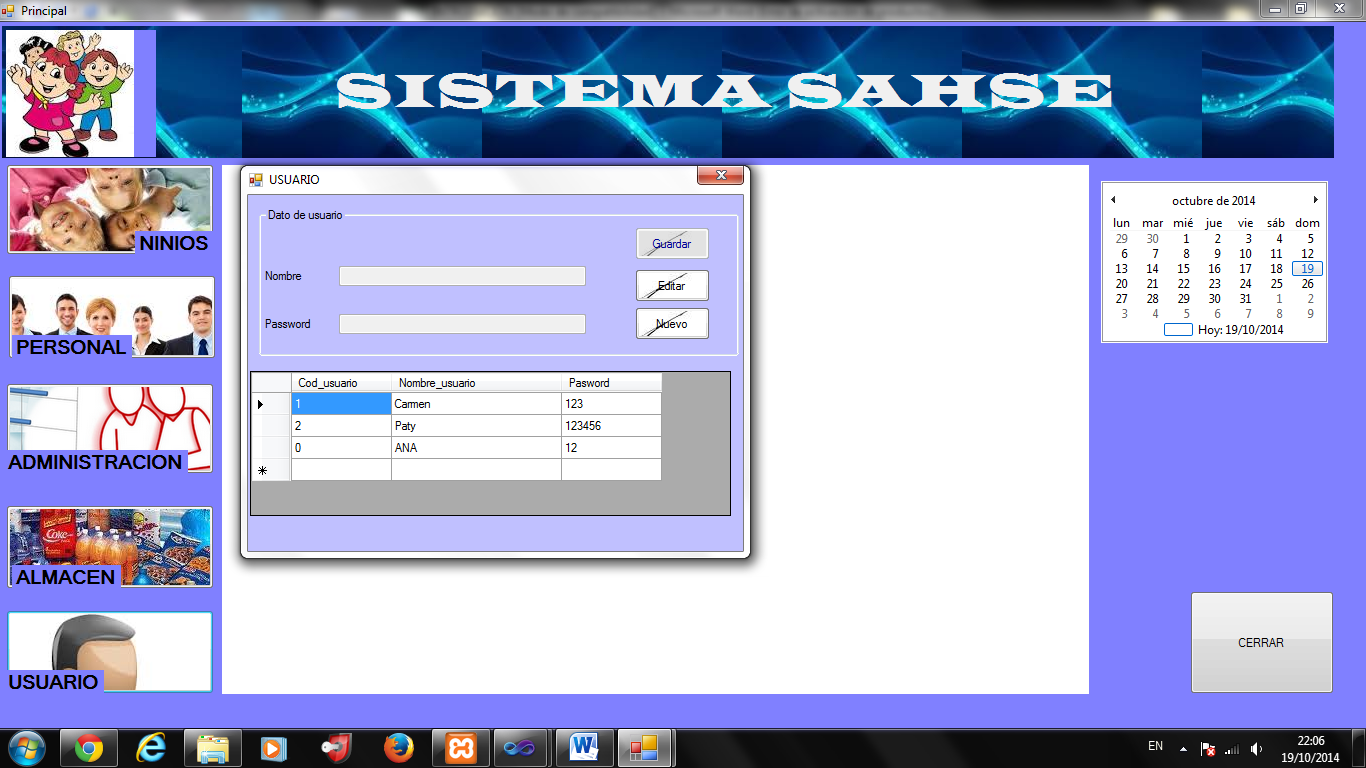 Principal
SISTEMA SAHSE
NINIOS
PERSONAL
ADMINISTRACION
Coke
ALMACEN
USUARIO
USUARIO
Dato de usuario
Guardar
Nombre
Editar
Password
Nuevo
Cod_usuario Nombre_usuario Pasword
1 Carmen 123
2 Paty 123456
0 ANA 12
octubre de 2014
lun mar mié jue vie sáb dom
29 30 1 2 3 4 5
6 7 8 9 10 11 12
13 14 15 16 17 18 19
20 21 22 23 24 25 26
27 28 29 30 31 1 2
3 4 5 6 7 8 9
Hoy: 19/10/2014
CERRAR
EN
22:06
19/10/2014